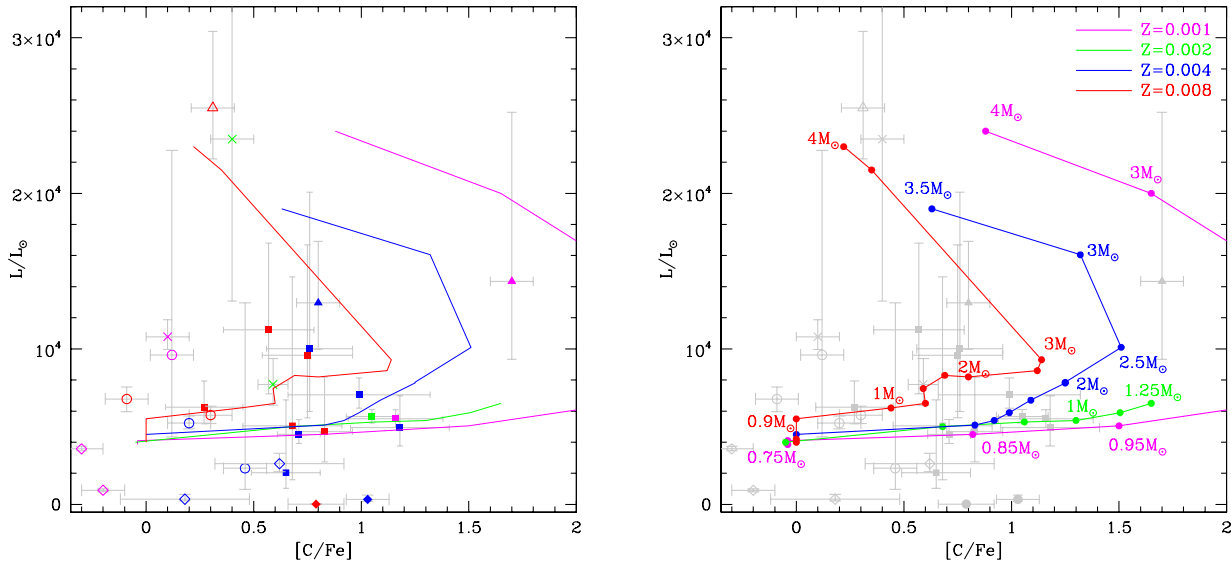 3×10⁴
2×10⁴
10⁴
0
L/L☉
0
0.5
1
1.5
2
[C/Fe]
3×10⁴
2×10⁴
10⁴
0
L/L☉
0
0.5
1
1.5
2
[C/Fe]
Z=0.001
Z=0.002
Z=0.004
Z=0.008
4M☉
4M☉
3M☉
3.5M☉
3M☉
3M☉
2.5M☉
2M☉
2M☉
1.25M☉
1M☉
1M☉
0.9M☉
0.85M☉
0.95M☉
0.75M☉